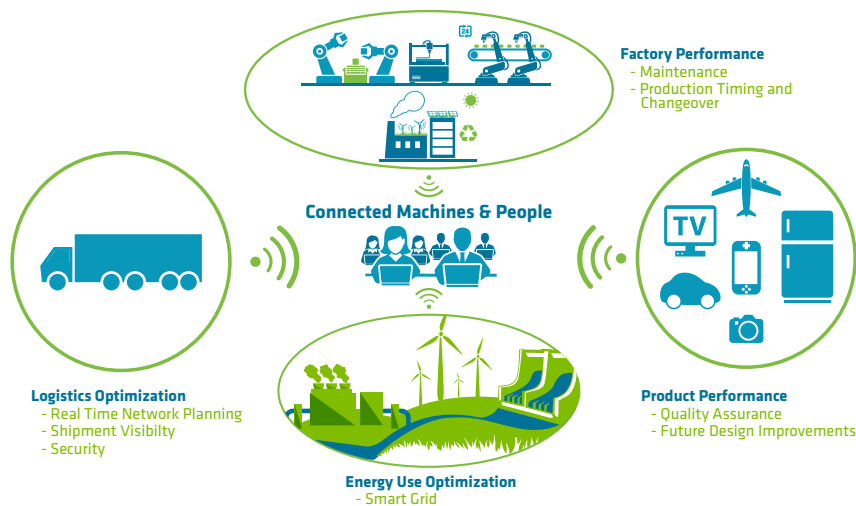 24
Factory Performance
- Maintenance
- Production Timing and
Changeover
Connected Machines & People
TV
Logistics Optimization
- Real Time Network Planning
- Shipment Visibilty
- Security
Product Performance
- Quality Assurance
- Future Design Improvements
Energy Use Optimization
- Smart Grid